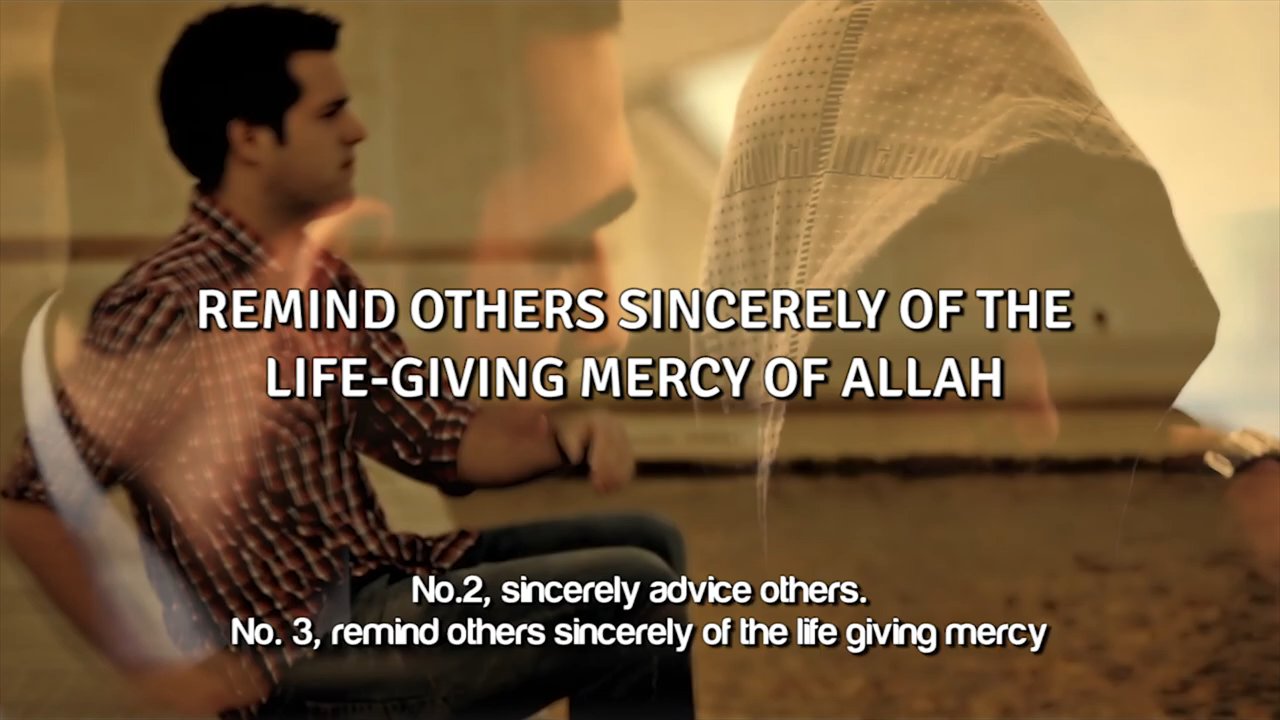 REMIND OTHERS SINCERELY OF THE
LIFE-GIVING MERCY OF ALLAH
No.2, sincerely advice others.
No. 3, remind others sincerely of the life giving mercy